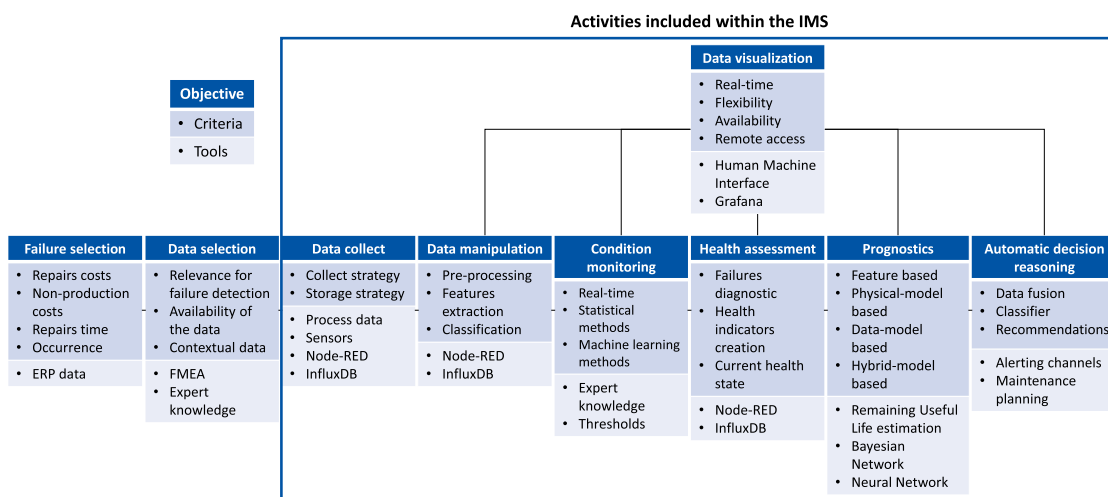 Activities included within the IMS
Data visualization
• Real-time
• Flexibility
• Availability
• Remote access
• Human Machine
Interface
• Grafana
Objective
• Criteria
• Tools
Failure selection
• Repairs costs
• Non-production
costs
• Repairs time
• Occurrence
• ERP data
Data selection
• Relevance for
failure detection
• Availability of
the data
• Contextual data
• FMEA
• Expert
knowledge
Data collect
• Collect strategy
• Storage strategy
• Process data
• Sensors
• Node-RED
• InfluxDB
Data manipulation
• Pre-processing
• Features
extraction
• Classification
• Node-RED
• InfluxDB
Condition
monitoring
• Real-time
• Statistical
methods
• Machine learning
methods
• Expert
knowledge
• Thresholds
Health assessment
• Failures
diagnostic
• Health
indicators
creation
• Current health
state
• Node-RED
• InfluxDB
Prognostics
• Feature based
• Physical-model
based
• Data-model
based
• Hybrid-model
based
• Remaining Useful
Life estimation
• Bayesian
Network
• Neural Network
Automatic decision
reasoning
• Data fusion
• Classifier
• Recommendations
• Alerting channels
• Maintenance
planning